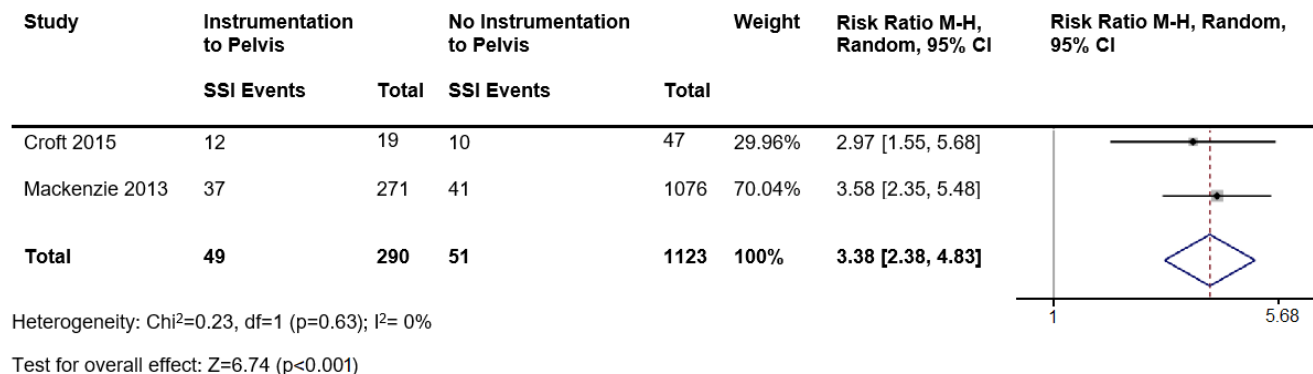 Study Instrumentation to Pelvis No Instrumentation to Pelvis Weight Risk Ratio M-H, Random, 95% CI Risk Ratio M-H, Random, 95% CI
SSI Events Total SSI Events Total
Croft 2015 12 19 10 47 29.96% 2.97 [1.55, 5.68]
Mackenzie 2013 37 271 41 1076 70.04% 3.58 [2.35, 5.48]
Total 49 290 51 1123 100% 3.38 [2.38, 4.83]
1 5.68
Heterogeneity: Chi²=0.23, df=1 (p=0.63); I²= 0%
Test for overall effect: Z=6.74 (p<0.001)